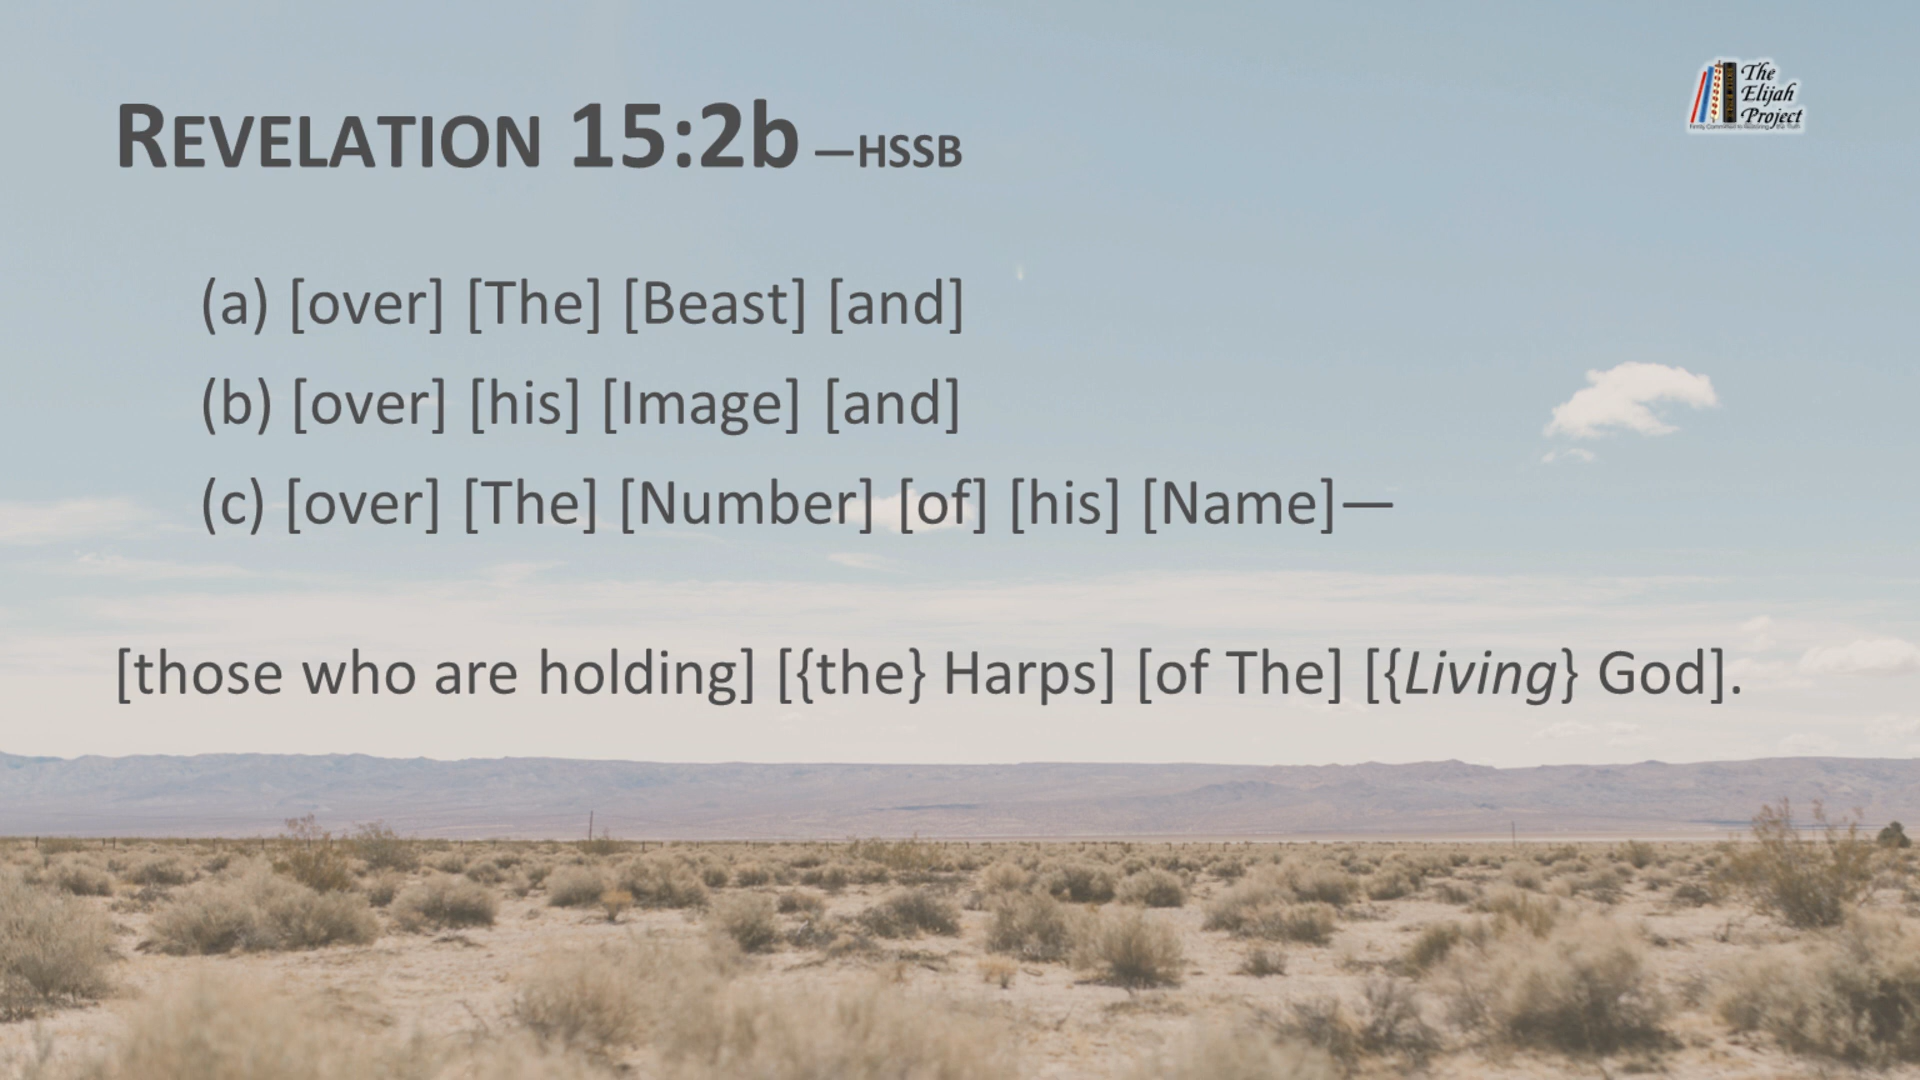 REVELATION 15:2b —HSSB
The
Elijah
Project
(a) [over] [The] [Beast] [and]
(b) [over] [his] [Image] [and]
(c) [over] [The] [Number] [of] [his] [Name]—
[those who are holding] [{the} Harps] [of The] [{Living} God].